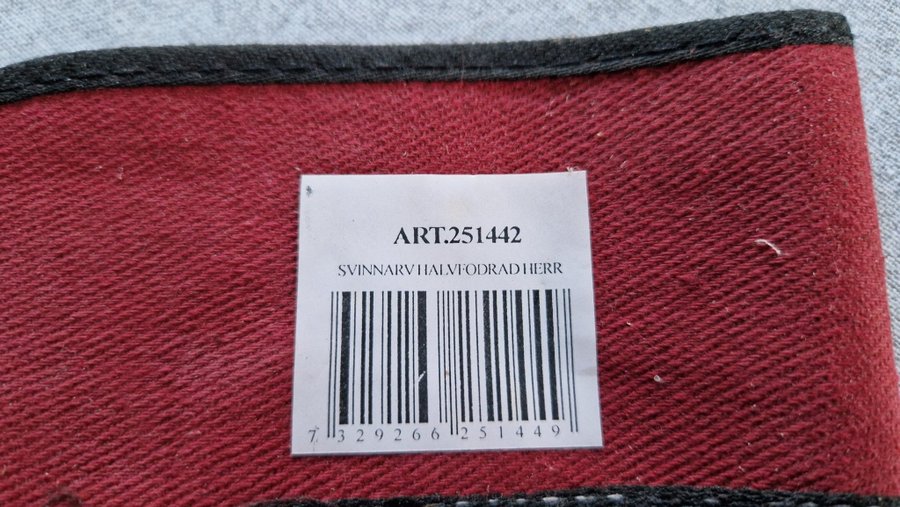 ART.251442
SVINNARV HALVFODRAD HERR
7 329266 251449